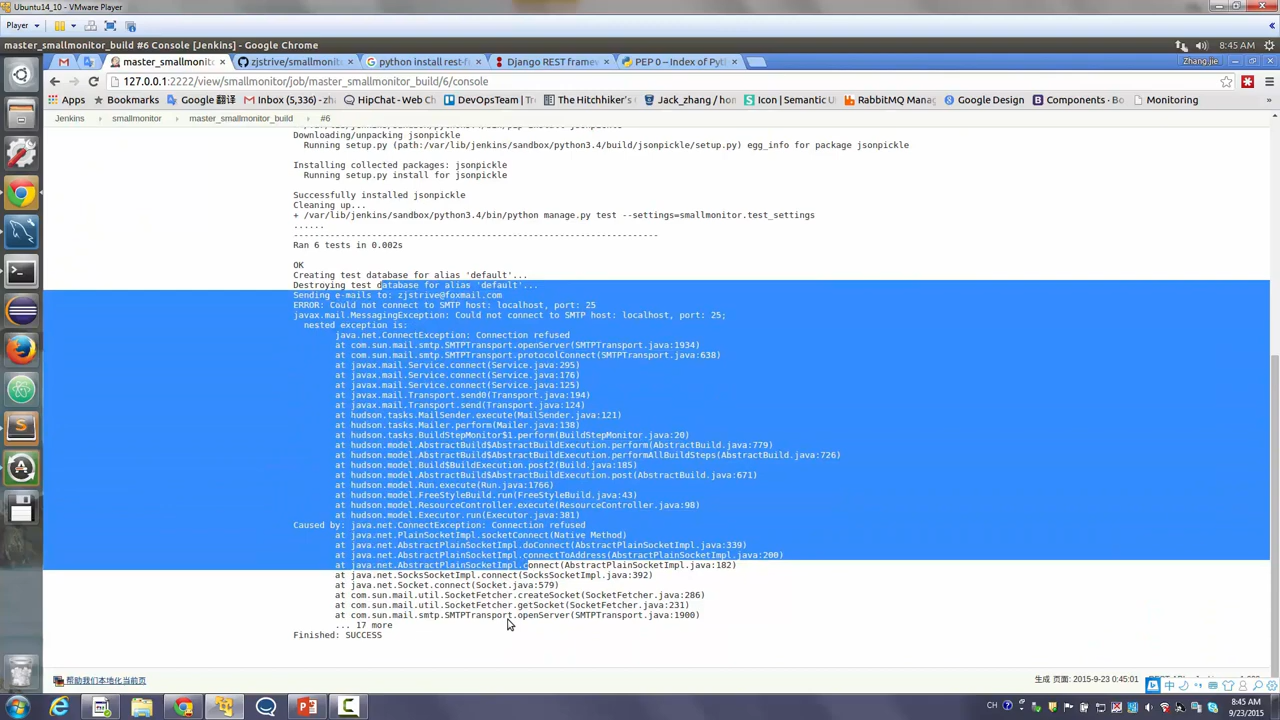 Ubuntu14_10 - VMware Player
Player
master_smallmonitor_build #6 Console [Jenkins] - Google Chrome
8:45 AM
master_smallmonitor
zjstrive/smallmonitor
python install rest-f
Django REST framew
PEP 0 – Index of Pyth
Zhangjie
127.0.0.1:2222/view/smallmonitor/job/master_smallmonitor_build/6/console
Apps
Bookmarks
Google 翻译
Inbox (5,336) - zha
HipChat - Web C
DevOpsTeam | Tr
The Hitchhiker's
Jack_zhang / hom
Icon | Semantic U
RabbitMQ Manag
Google Design
Components · Bo
Monitoring
Jenkins
smallmonitor
master_smallmonitor_build
#6
Downloading/unpacking jsonpickle
Running setup.py (path:/var/lib/jenkins/sandbox/python3.4/build/jsonpickle/setup.py) egg_info for package jsonpickle
Installing collected packages: jsonpickle
Running setup.py install for jsonpickle
Successfully installed jsonpickle
Cleaning up...
+ /var/lib/jenkins/sandbox/python3.4/bin/python manage.py test --settings=smallmonitor.test_settings
......
----------------------------------------------------------------------
Ran 6 tests in 0.002s
OK
Creating test database for alias 'default'...
Destroying test database for alias 'default'...
Sending e-mails to: zjstrive@foxmail.com
ERROR: Could not connect to SMTP host: localhost, port: 25
javax.mail.MessagingException: Could not connect to SMTP host: localhost, port: 25;
nested exception is:
java.net.ConnectException: Connection refused
at com.sun.mail.smtp.SMTPTransport.openServer(SMTPTransport.java:1934)
at com.sun.mail.smtp.SMTPTransport.protocolConnect(SMTPTransport.java:638)
at javax.mail.Service.connect(Service.java:295)
at javax.mail.Service.connect(Service.java:176)
at javax.mail.Service.connect(Service.java:125)
at javax.mail.Transport.send0(Transport.java:194)
at javax.mail.Transport.send(Transport.java:124)
at hudson.tasks.MailSender.execute(MailSender.java:121)
at hudson.tasks.Mailer.perform(Mailer.java:138)
at hudson.tasks.BuildStepMonitor$1.perform(BuildStepMonitor.java:20)
at hudson.model.AbstractBuild$AbstractBuildExecution.perform(AbstractBuild.java:779)
at hudson.model.AbstractBuild$AbstractBuildExecution.performAllBuildSteps(AbstractBuild.java:726)
at hudson.model.Build$BuildExecution.post2(Build.java:185)
at hudson.model.AbstractBuild$AbstractBuildExecution.post(AbstractBuild.java:671)
at hudson.model.Run.execute(Run.java:1766)
at hudson.model.FreeStyleBuild.run(FreeStyleBuild.java:43)
at hudson.model.ResourceController.execute(ResourceController.java:98)
at hudson.model.Executor.run(Executor.java:381)
Caused by: java.net.ConnectException: Connection refused
at java.net.PlainSocketImpl.socketConnect(Native Method)
at java.net.AbstractPlainSocketImpl.doConnect(AbstractPlainSocketImpl.java:339)
at java.net.AbstractPlainSocketImpl.connectToAddress(AbstractPlainSocketImpl.java:200)
at java.net.AbstractPlainSocketImpl.connect(AbstractPlainSocketImpl.java:182)
at java.net.SocksSocketImpl.connect(SocksSocketImpl.java:392)
at java.net.Socket.connect(Socket.java:579)
at com.sun.mail.util.SocketFetcher.createSocket(SocketFetcher.java:286)
at com.sun.mail.util.SocketFetcher.getSocket(SocketFetcher.java:231)
at com.sun.mail.smtp.SMTPTransport.openServer(SMTPTransport.java:1900)
... 17 more
Finished: SUCCESS
帮助我们本地化当前页
生成 页面: 2015-9-23 0:45:01
中
CH
8:45 AM
9/23/2015